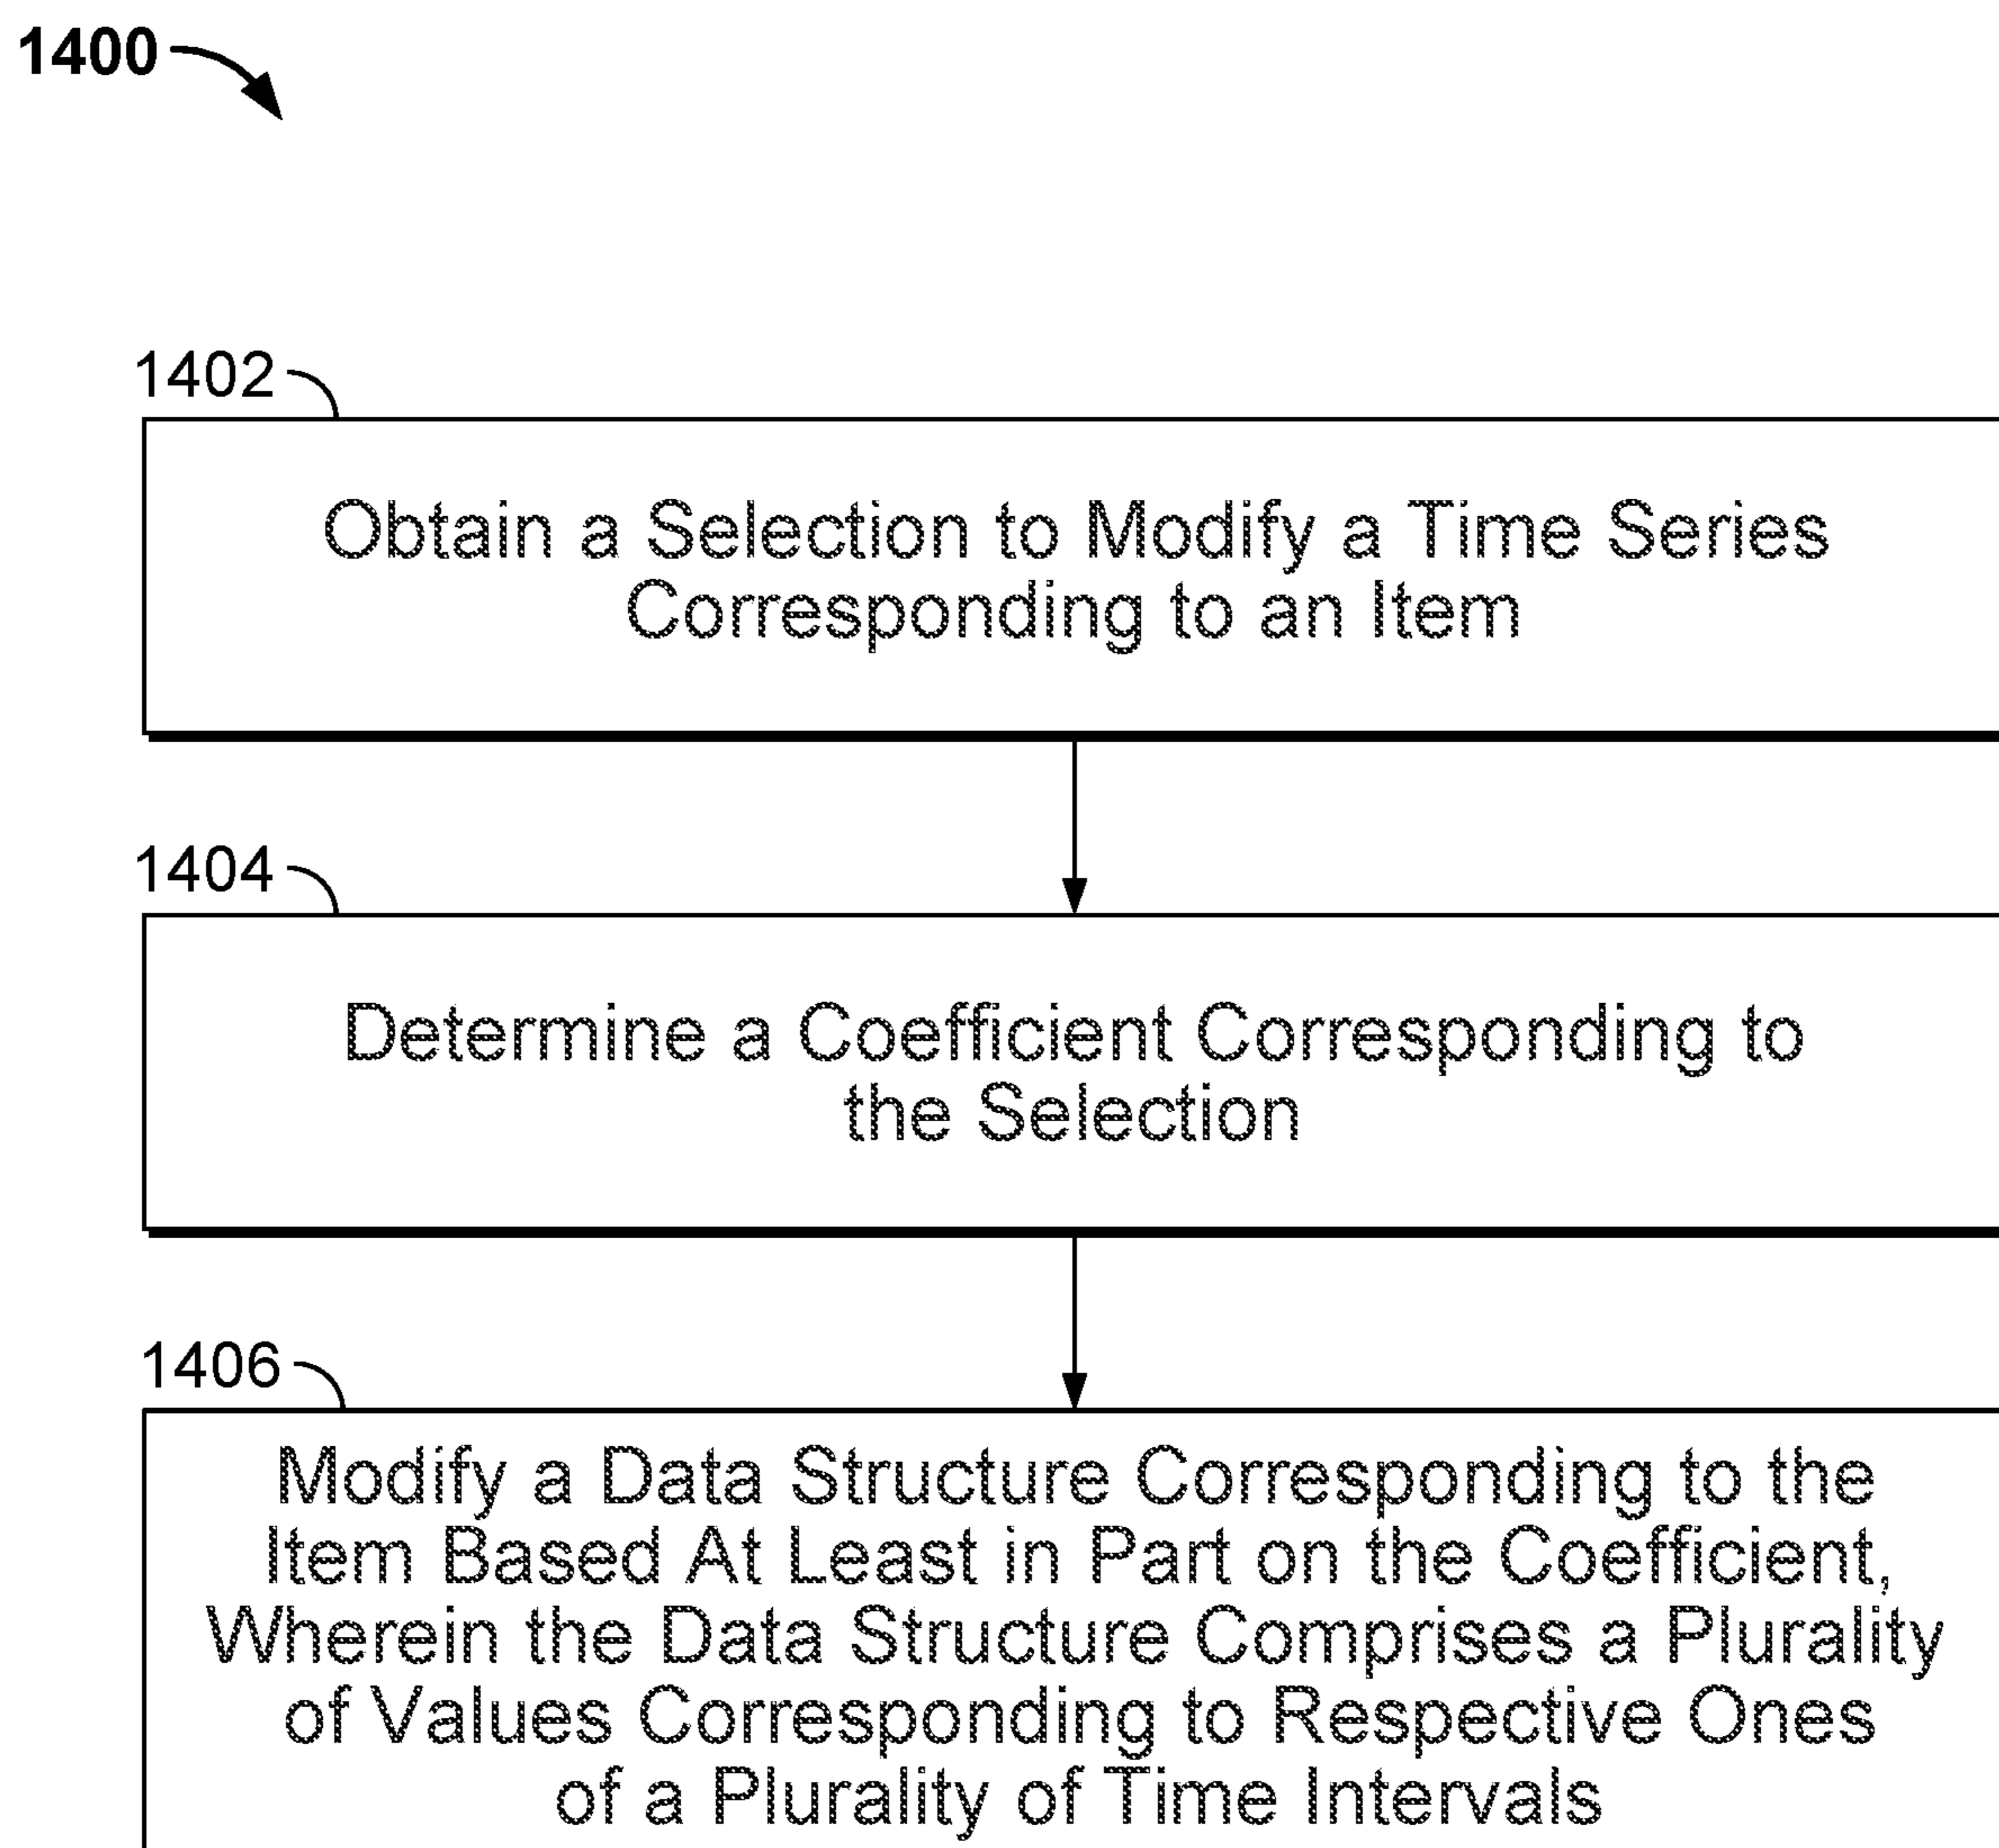 1400
1402
Obtain a Selection to Modify a Time Series
Corresponding to an Item
1404
Determine a Coefficient Corresponding to
the Selection
1406
Modify a Data Structure Corresponding to the
Item Based At Least in Part on the Coefficient,
Wherein the Data Structure Comprises a Plurality
of Values Corresponding to Respective Ones
of a Plurality of Time Intervals